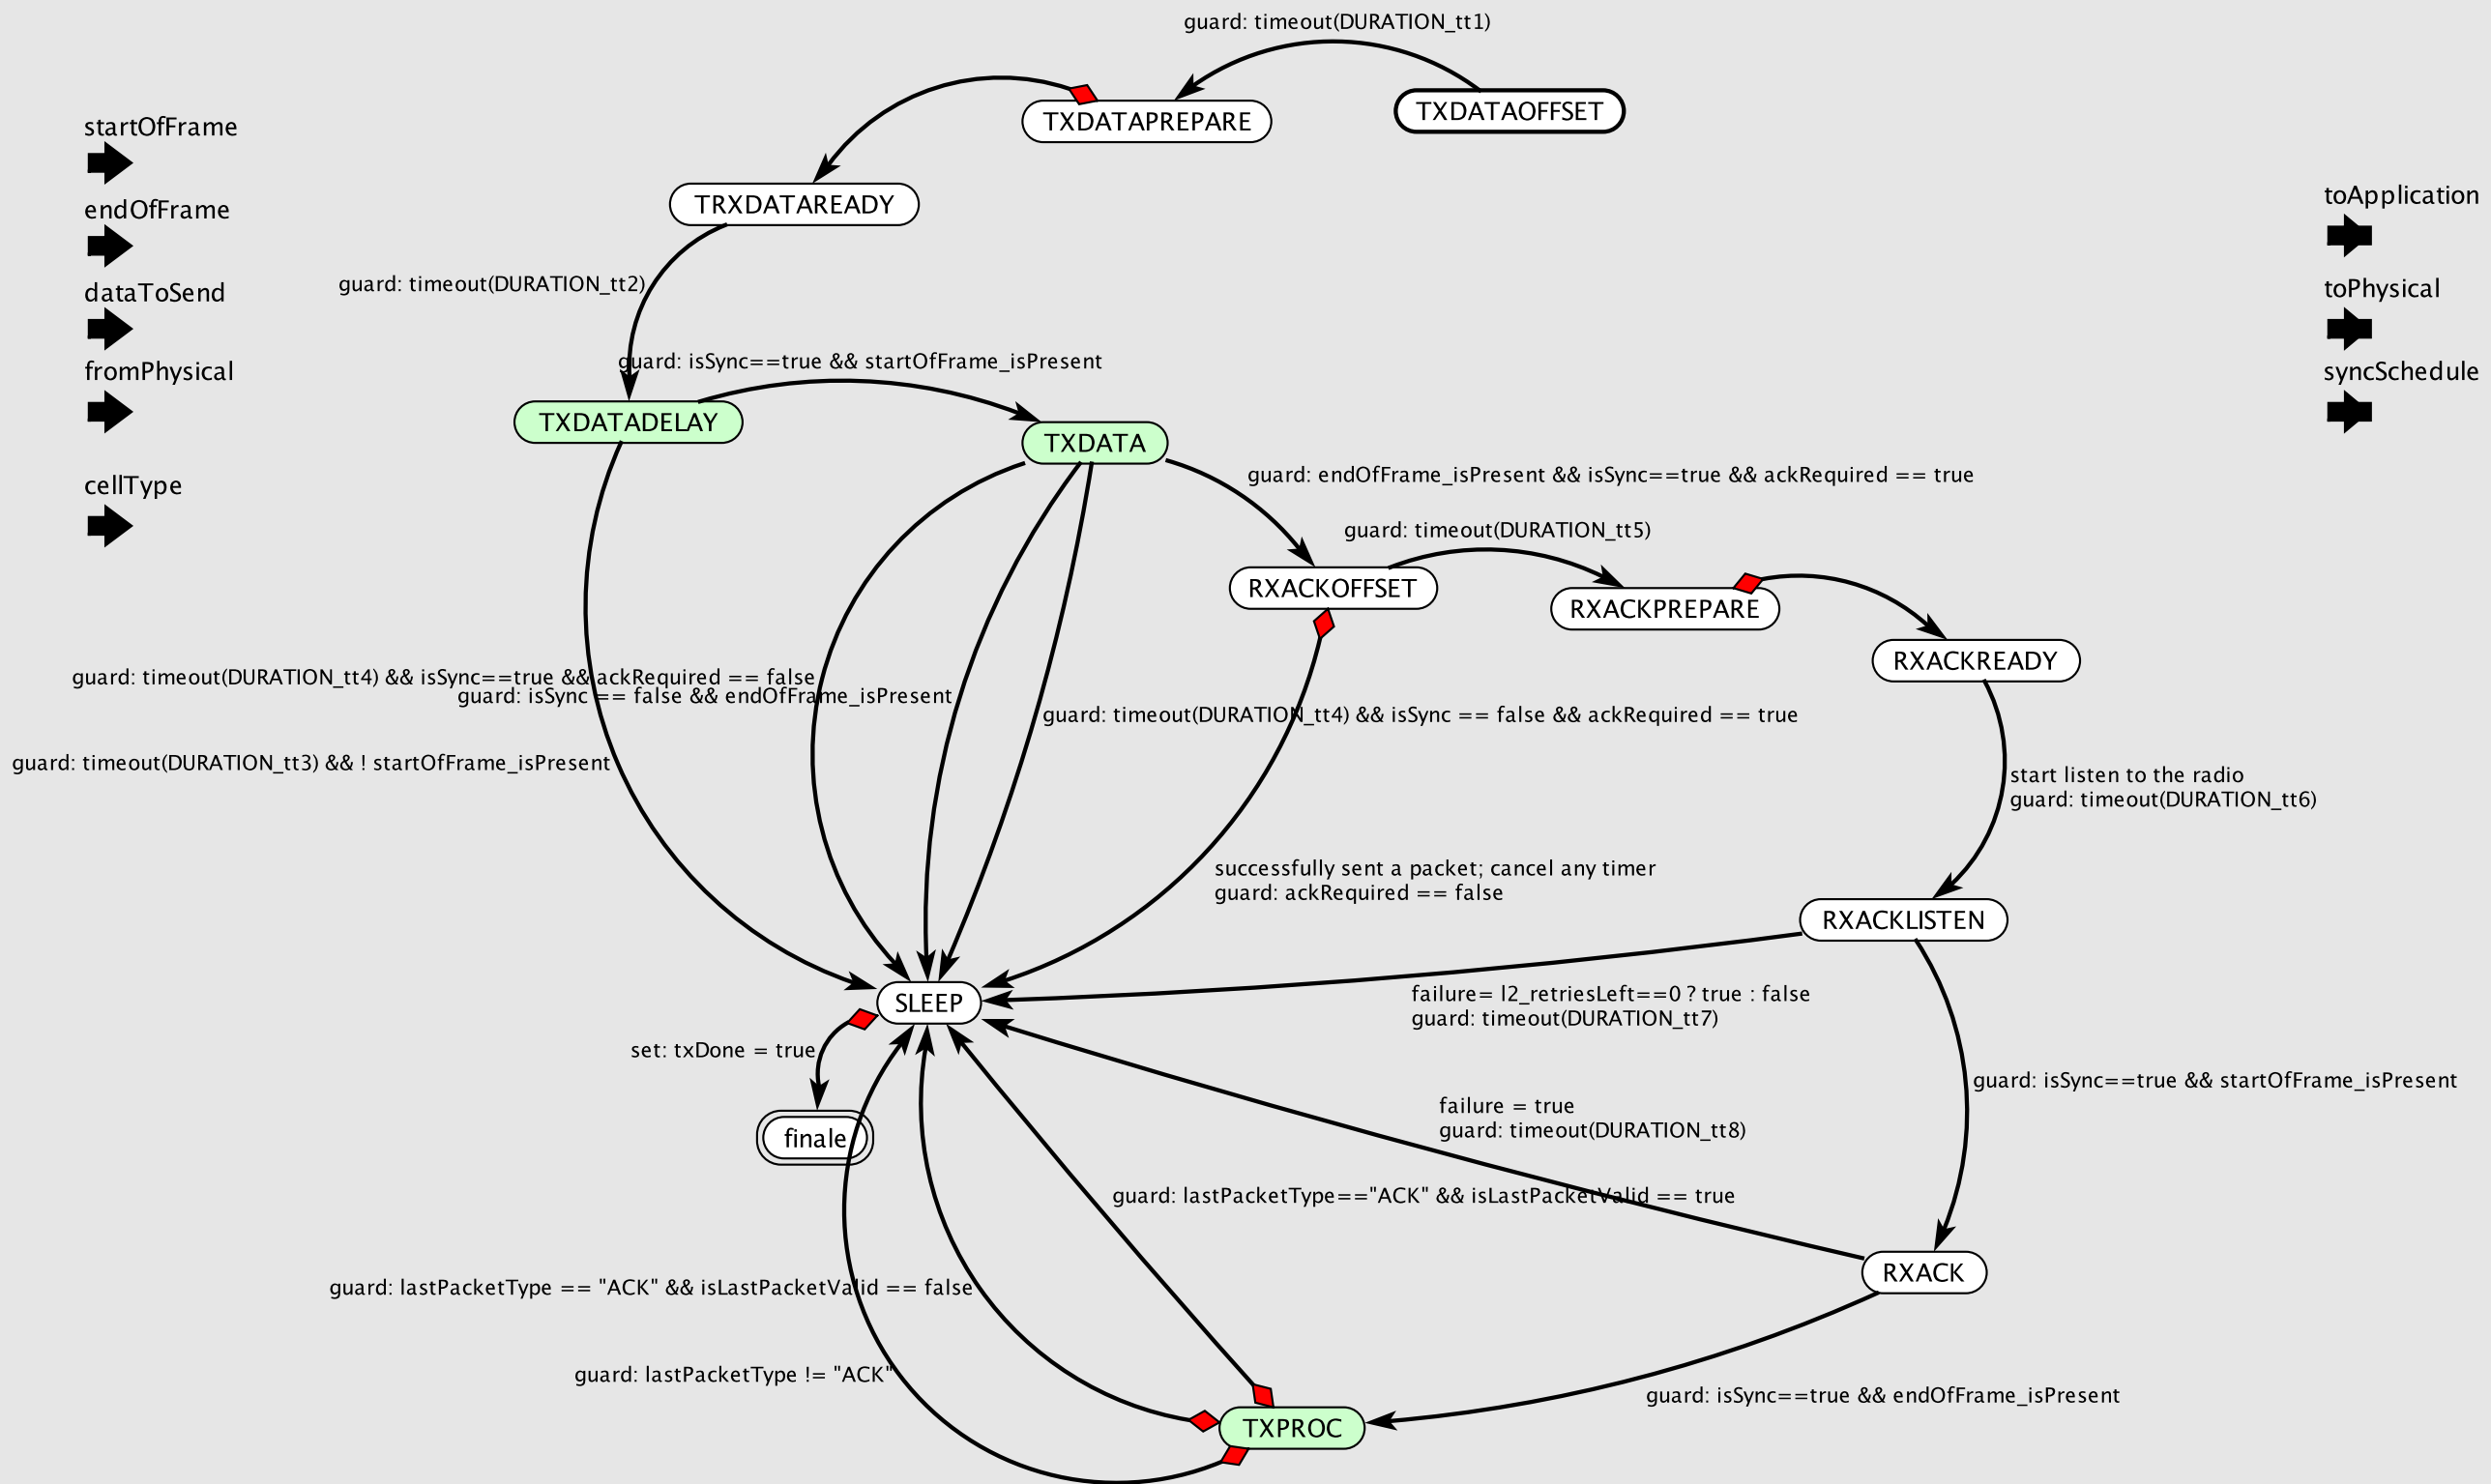 guard: timeout(DURATION_tt1)
TXDATAOFFSET
TXDATAPREPARE
startOfFrame
TRXDATAREADY
toApplication
endOfFrame
guard: timeout(DURATION_tt2)
dataToSend
toPhysical
guard: isSync==true && startOfFrame_isPresent
fromPhysical
syncSchedule
TXDATADELAY
TXDATA
guard: endOfFrame_isPresent && isSync==true && ackRequired == true
cellType
guard: timeout(DURATION_tt5)
RXACKOFFSET
RXACKPREPARE
RXACKREADY
guard: timeout(DURATION_tt4) && isSync==true && ackRequired == false
guard: isSync == false && endOfFrame_isPresent
guard: timeout(DURATION_tt4) && isSync == false && ackRequired == true
guard: timeout(DURATION_tt3) && ! startOfFrame_isPresent
start listen to the radio
guard: timeout(DURATION_tt6)
successfully sent a packet; cancel any timer
guard: ackRequired == false
RXACKLISTEN
SLEEP
failure= l2_retriesLeft==0 ? true : false
guard: timeout(DURATION_tt7)
set: txDone = true
guard: isSync==true && startOfFrame_isPresent
failure = true
guard: timeout(DURATION_tt8)
finale
guard: lastPacketType=="ACK" && isLastPacketValid == true
RXACK
guard: lastPacketType == "ACK" && isLastPacketValid == false
guard: lastPacketType != "ACK"
guard: isSync==true && endOfFrame_isPresent
TXPROC